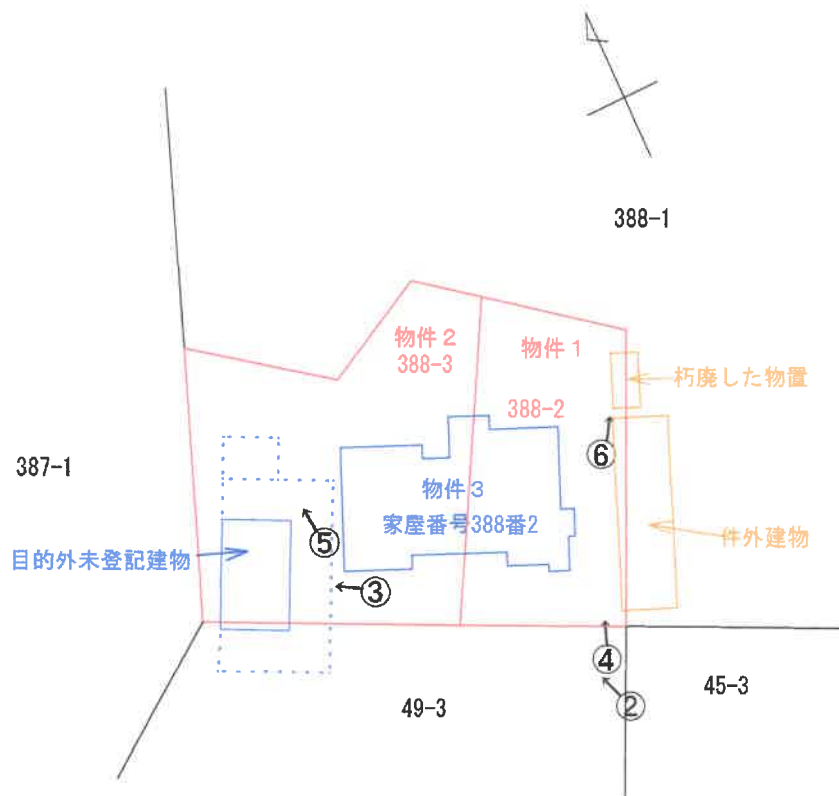 388-1
物件2
388-3
物件1
朽廃した物置
388-2
⑥
387-1
物件3
家屋番号388番2
件外建物
⑤
目的外未登記建物
③
④
45-3
49-3
②